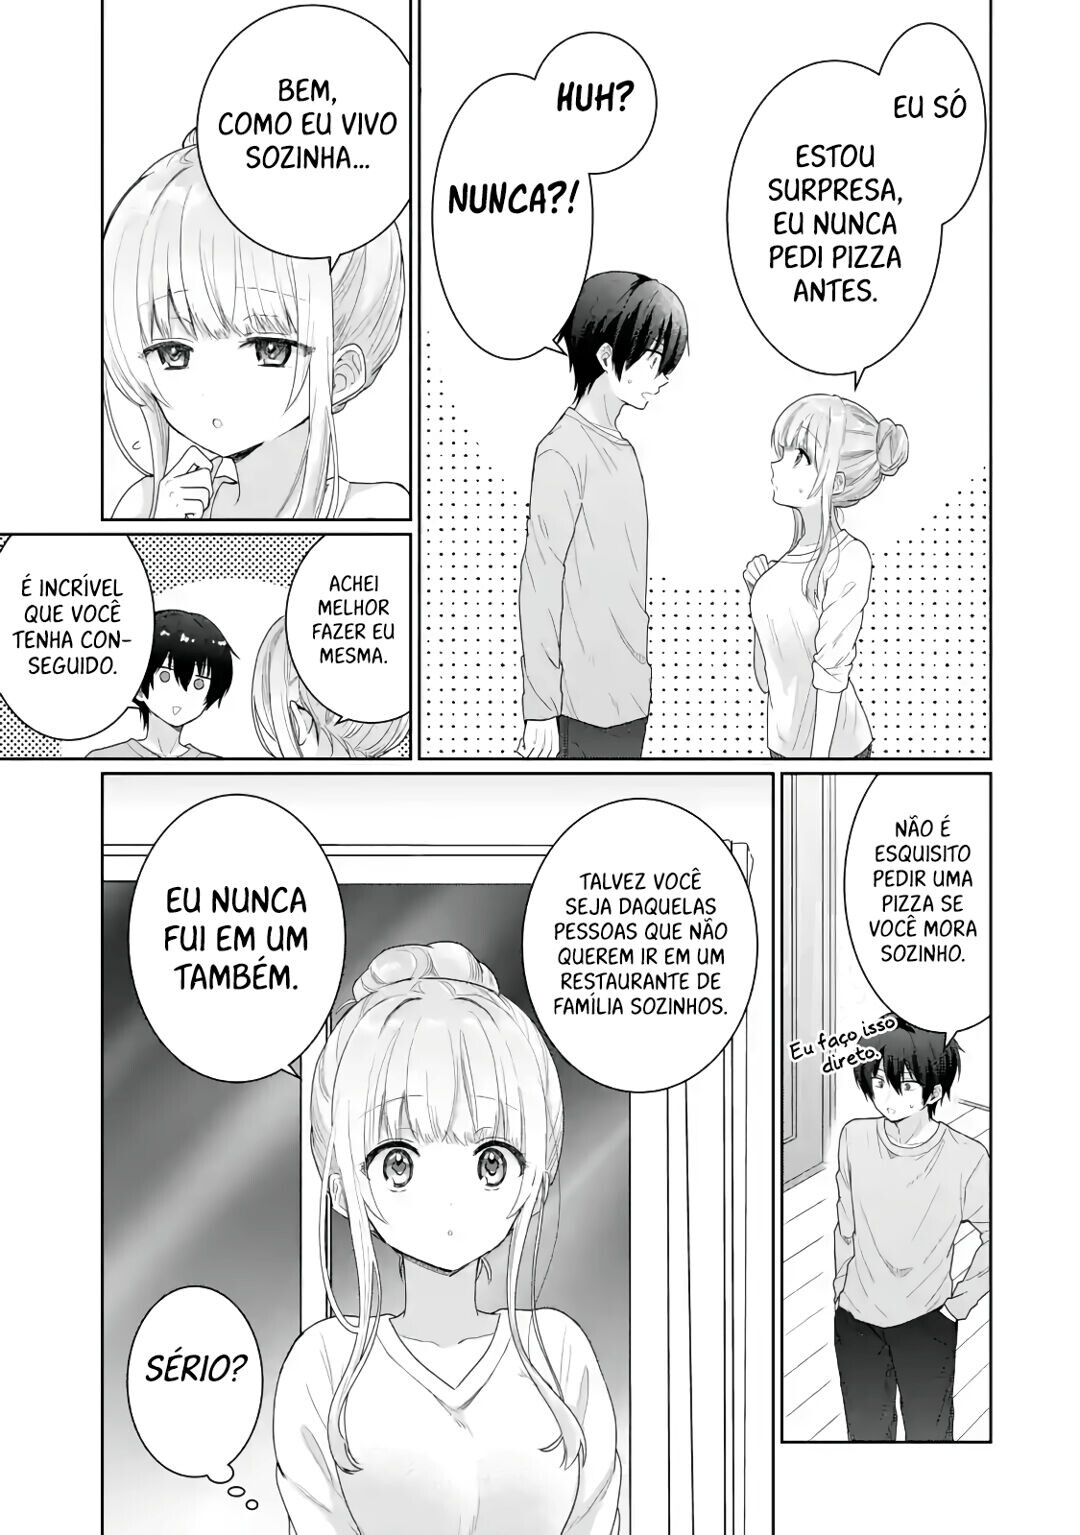 EU SÓ
ESTOU
SURPRESA,
EU NUNCA
PEDI PIZZA
ANTES.
HUH?
NUNCA?!
BEM,
COMO EU VIVO
SOZINHA...
ACHEI
MELHOR
FAZER EU
MESMA.
É INCRÍVEL
QUE VOCÊ
TENHA CON-
SEGUIDO.
NÃO É
ESQUISITO
PEDIR UMA
PIZZA SE
VOCÊ MORA
SOZINHO.
Eu faço isso
direto.
TALVEZ VOCÊ
SEJA DAQUELAS
PESSOAS QUE NÃO
QUEREM IR EM UM
RESTAURANTE DE
FAMÍLIA SOZINHOS.
EU NUNCA
FUI EM UM
TAMBÉM.
SÉRIO?